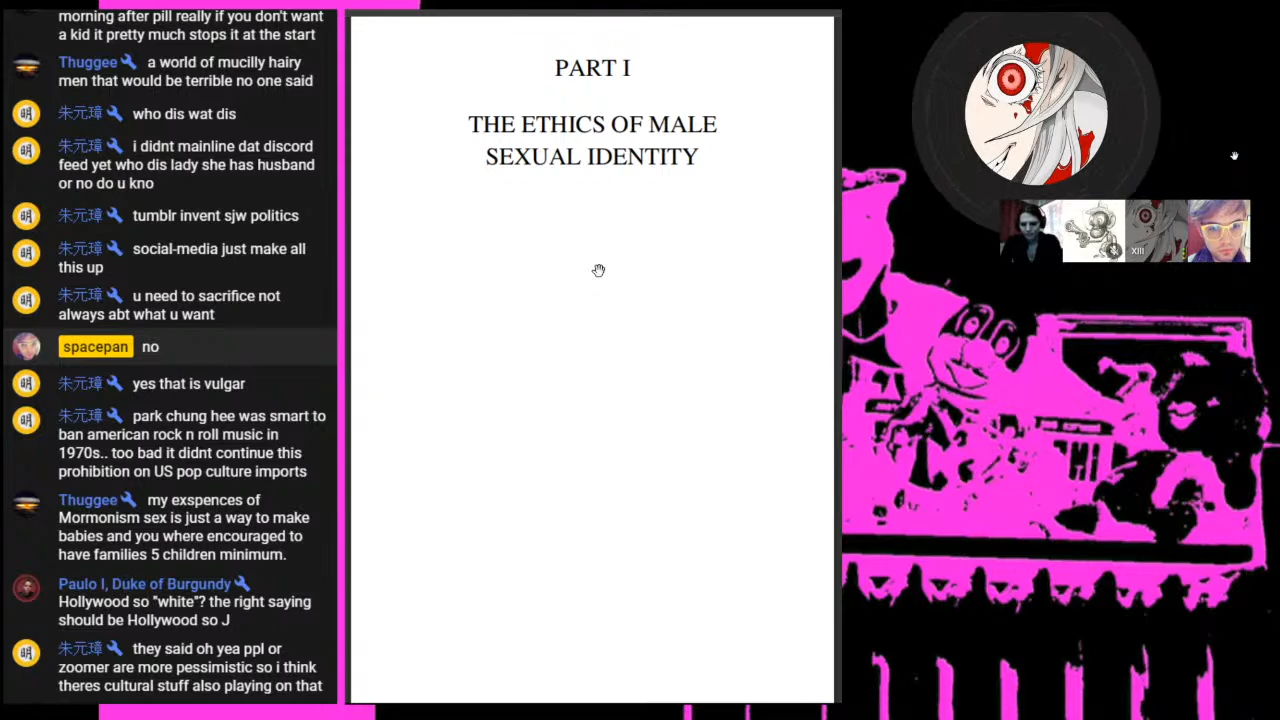 morning after pill really if you don't want
a kid it pretty much stops it at the start
Thuggee a world of mucilly hairy
men that would be terrible no one said
朱元璋 who dis wat dis
朱元璋 i didnt mainline dat discord
feed yet who dis lady she has husband
or no do u kno
朱元璋 tumblr invent sjw politics
朱元璋 social-media just make all
this up
朱元璋 u need to sacrifice not
always abt what u want
spacepan no
朱元璋 yes that is vulgar
朱元璋 park chung hee was smart to
ban american rock n roll music in
1970s.. too bad it didnt continue this
prohibition on US pop culture imports
Thuggee my exspences of
Mormonism sex is just a way to make
babies and you where encouraged to
have families 5 children minimum.
Paulo I, Duke of Burgundy
Hollywood so "white"? the right saying
should be Hollywood so J
朱元璋 they said oh yea ppl or
zoomer are more pessimistic so i think
theres cultural stuff also playing on that
PART I
THE ETHICS OF MALE
SEXUAL IDENTITY
XIII